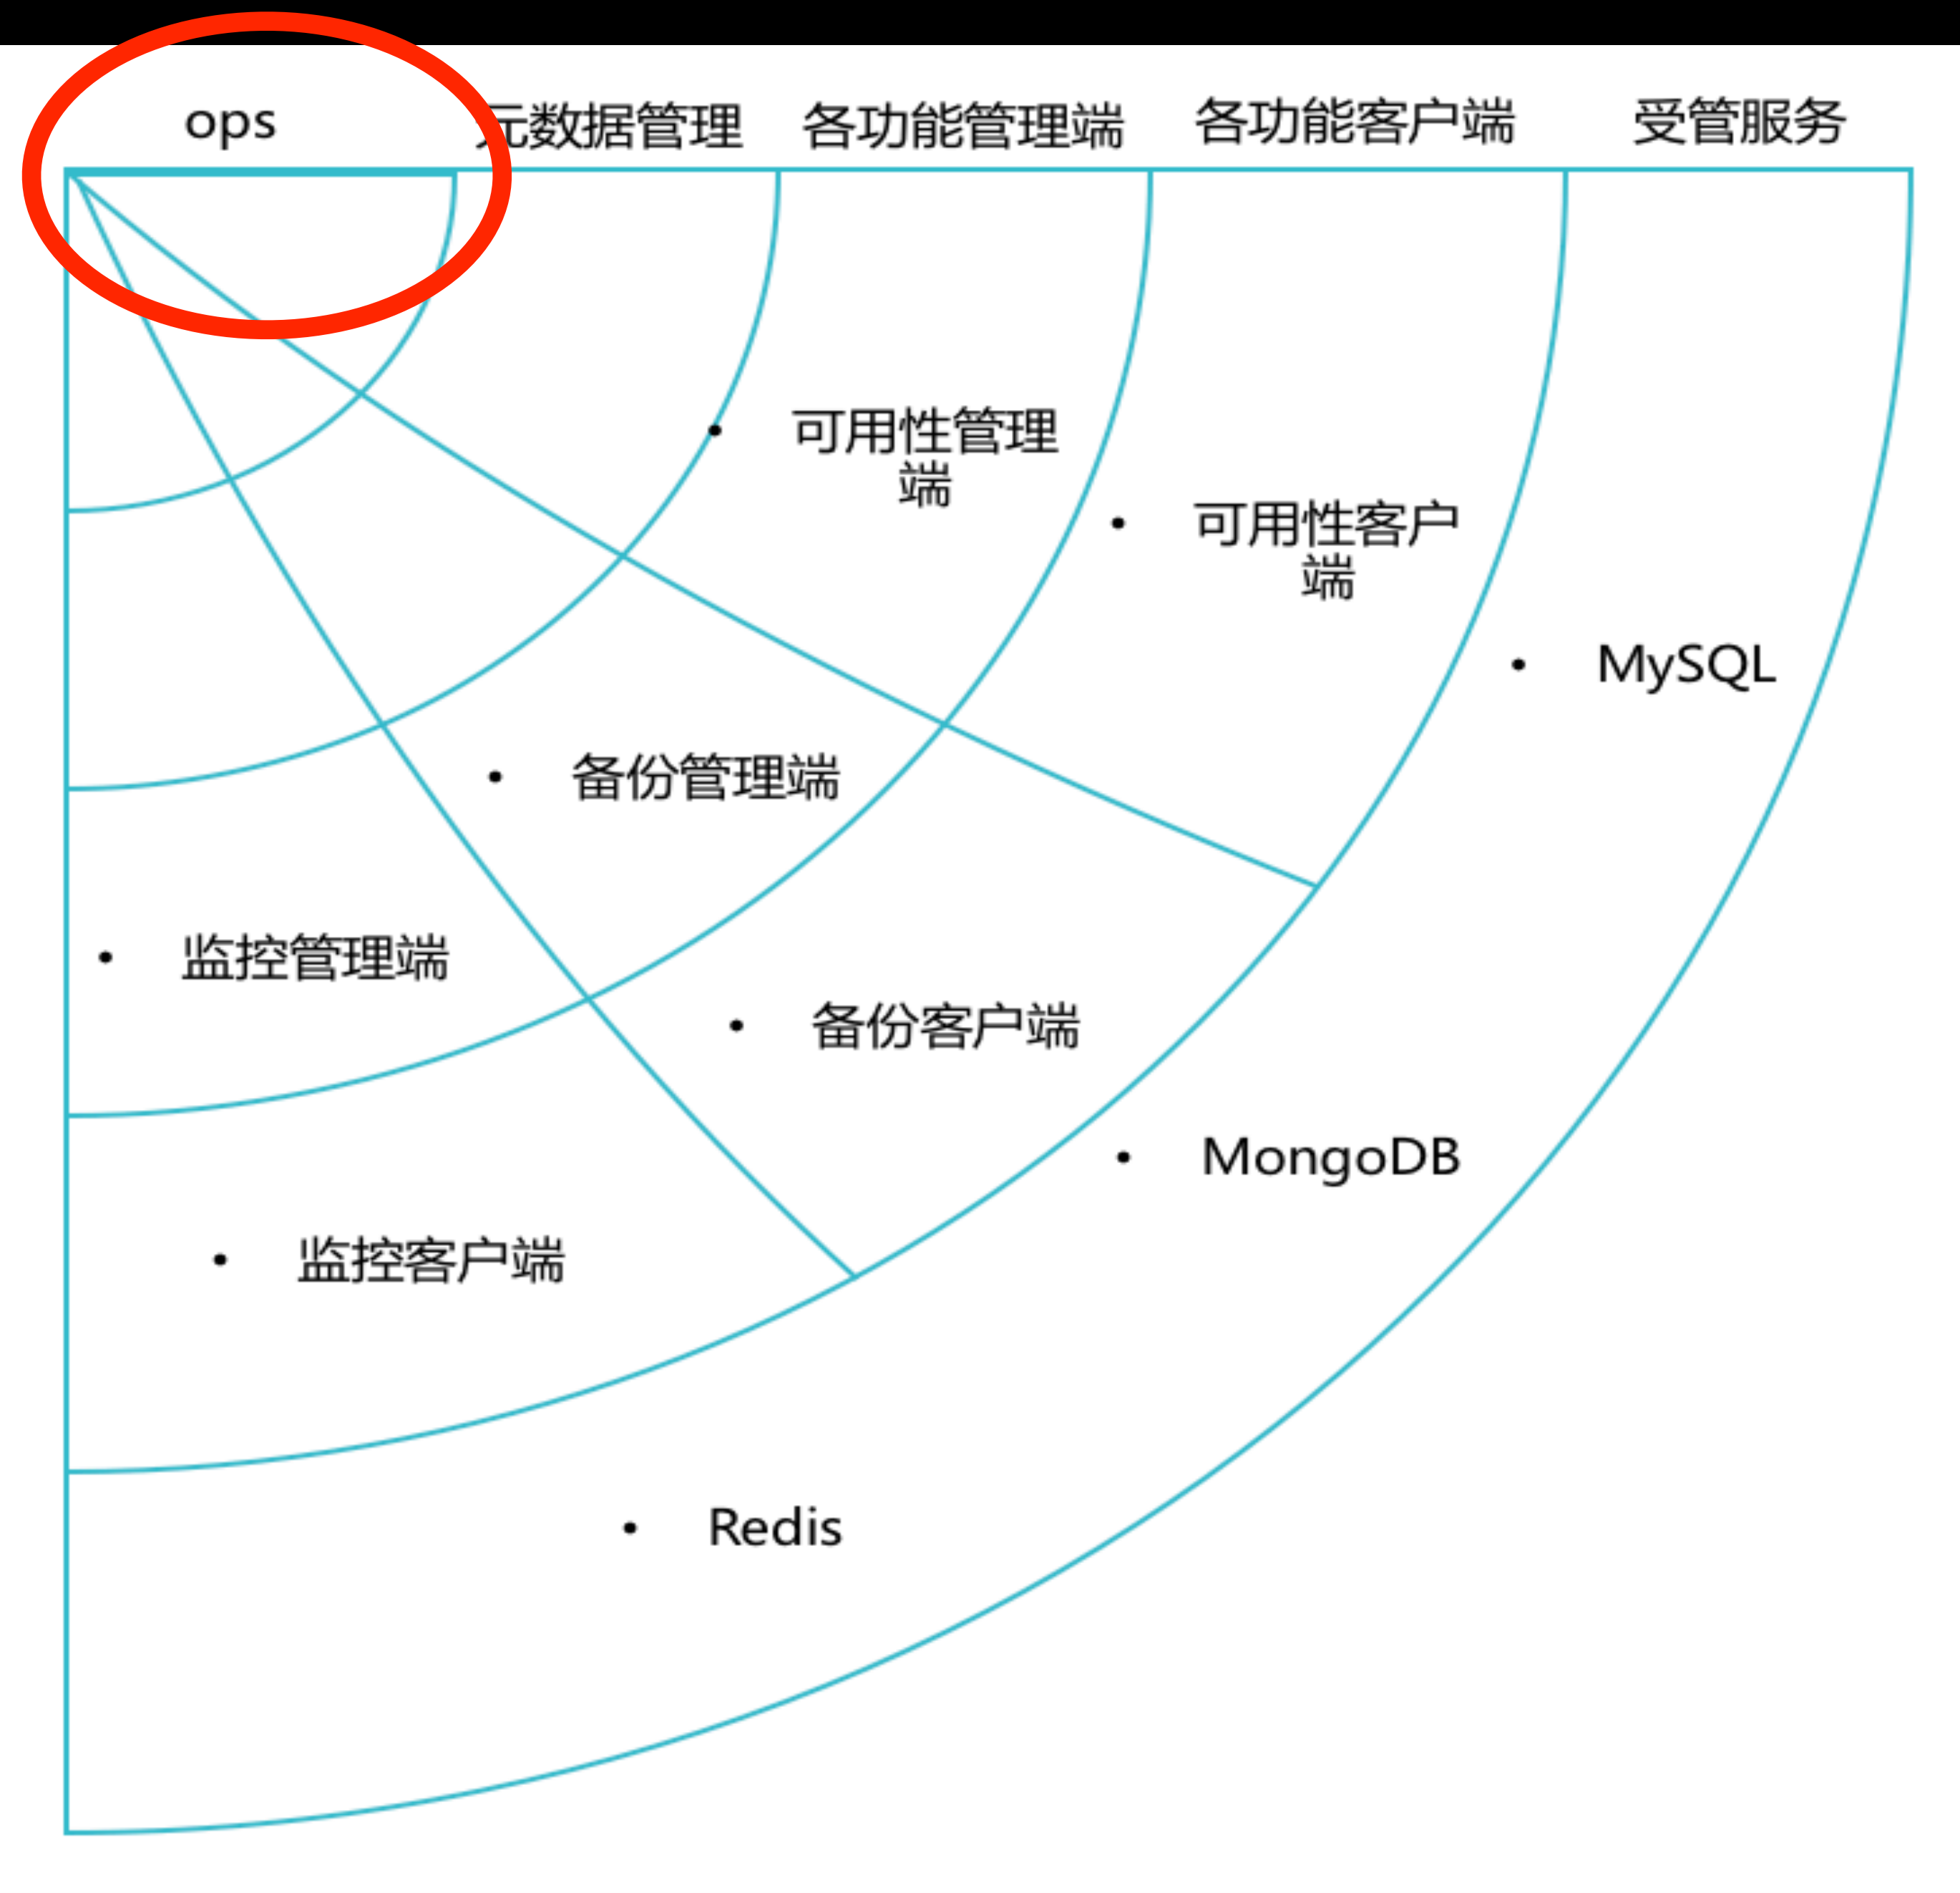 ops
元数据管理
各功能管理端
各功能客户端
受管服务
• 可用性管理
端
• 可用性客户
端
• MySQL
• 备份管理端
• 监控管理端
• 备份客户端
• MongoDB
• 监控客户端
• Redis